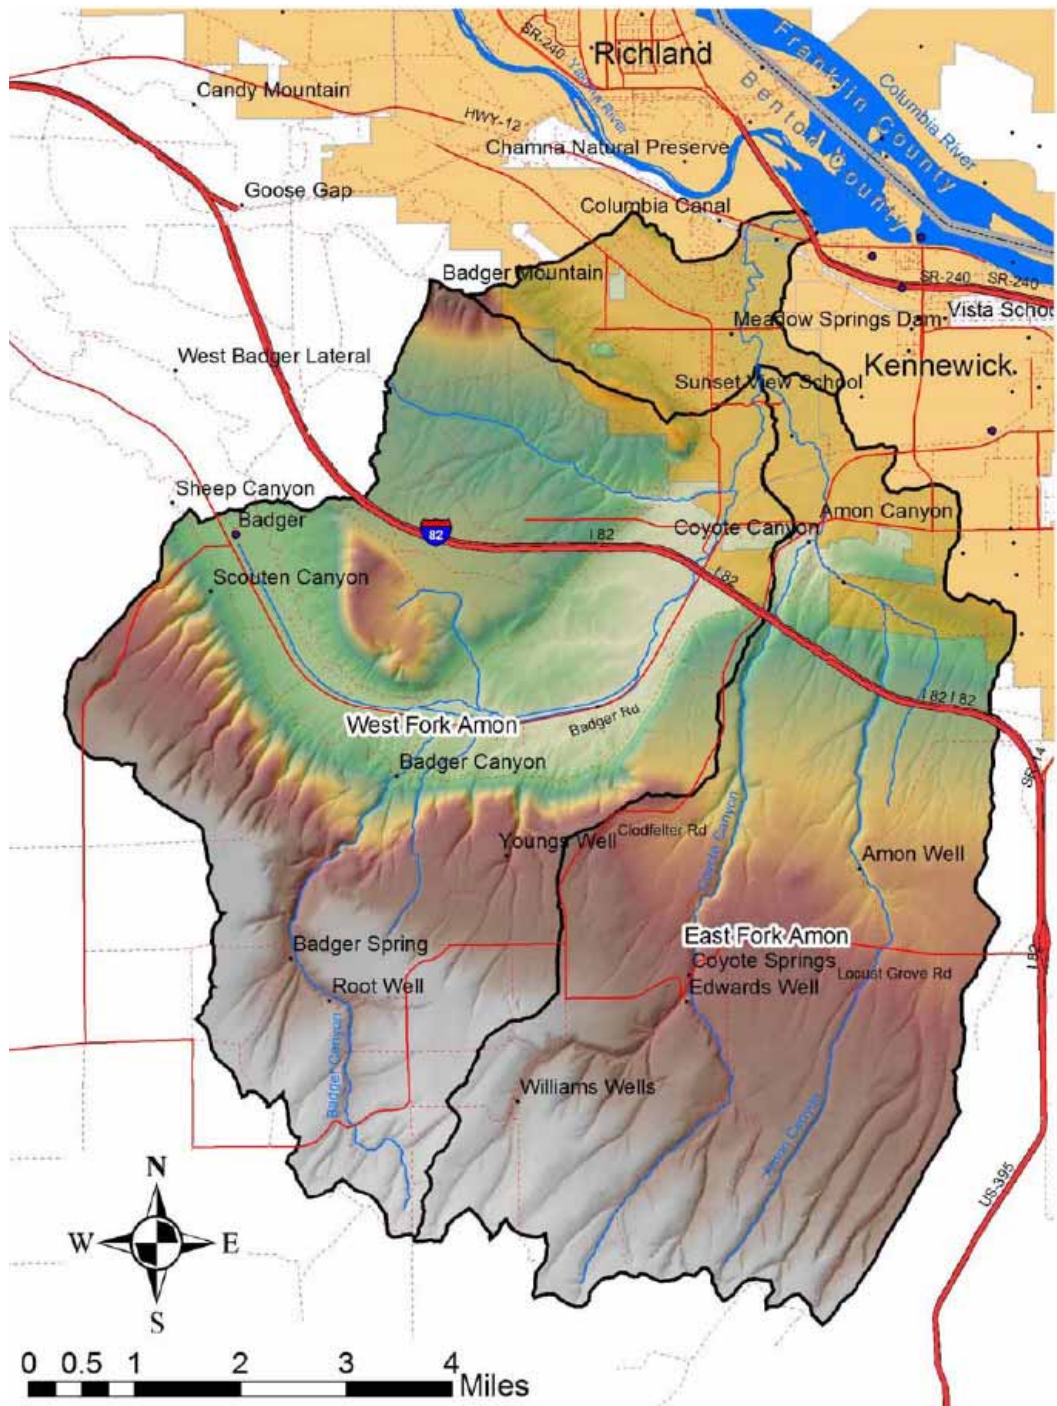 SR-240
Richland
Franklin County
Columbia River
Yakima River
Benton County
Candy Mountain
HWY-12
Chamna Natural Preserve
Goose Gap
Columbia Canal
Badger Mountain
SR-240
SR-240
Meadow Springs Dam
Vista Schoo
West Badger Lateral
Sunset View School
Kennewick
Sheep Canyon
Badger
Amon Canyon
82
I 82
Coyote Canyon
Scouten Canyon
I 82
I 82
I 82
West Fork Amon
Badger Rd
Badger Canyon
SR-14
Coyote Canyon
Youngs Well
Clodfelter Rd
Amon Well
East Fork Amon
Badger Spring
Coyote Springs
Locust Grove Rd
I 82
Root Well
Edwards Well
Badger Canyon
Williams Wells
Amon Canyon
US-395
N
W
E
S
0 0.5 1 2 3 4
Miles